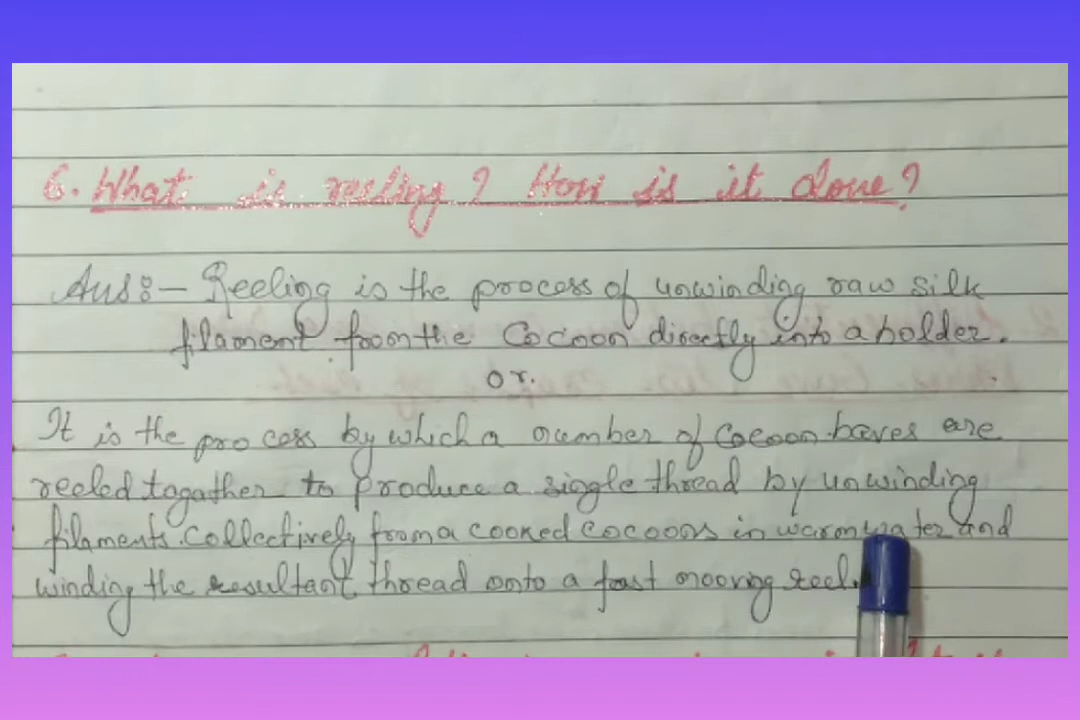 6. What is reeling ? How is it done ?
Ans:- Reeling is the process of unwinding raw silk
filament from the Cocoon directly into a holder.
or.
It is the process by which a number of Cocoon baves are
reeled togather to produce a single thread by unwinding
filaments collectively from a cooked cocoons in warm water and
winding the resultant thread onto a fast moving reel.